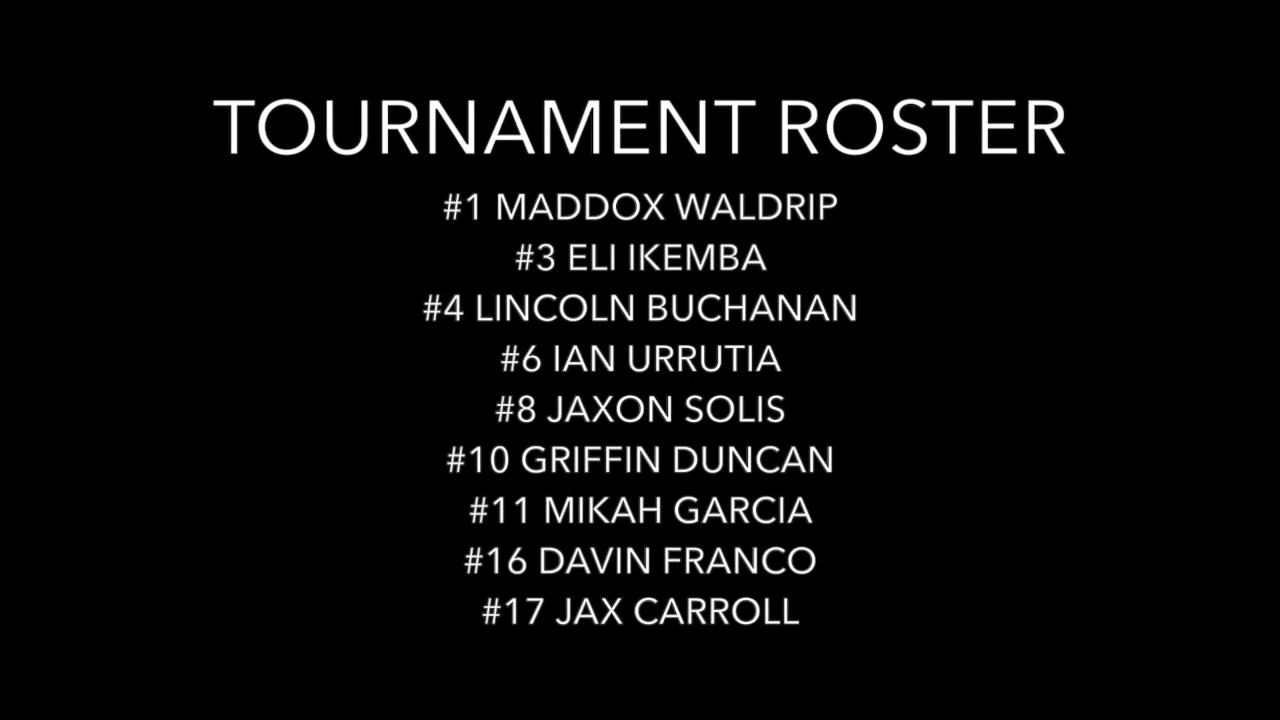 TOURNAMENT ROSTER
#1 MADDOX WALDRIP
#3 ELI IKEMBA
#4 LINCOLN BUCHANAN
#6 IAN URRUTIA
#8 JAXON SOLIS
#10 GRIFFIN DUNCAN
#11 MIKAH GARCIA
#16 DAVIN FRANCO
#17 JAX CARROLL